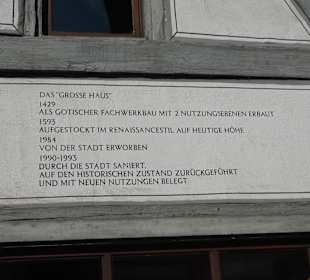 DAS "GROSSE HAUS"
1429
ALS GOTISCHER FACHWERKBAU MIT 2 NUTZUNGSEBENEN ERBAUT
1593
AUFGESTOCKT IM RENAISSANCESTIL AUF HEUTIGE HÖHE
1984
VON DER STADT ERWORBEN
1990-1993
DURCH DIE STADT SANIERT,
AUF DEN HISTORISCHEN ZUSTAND ZURÜCKGEFÜHRT
UND MIT NEUEN NUTZUNGEN BELEGT